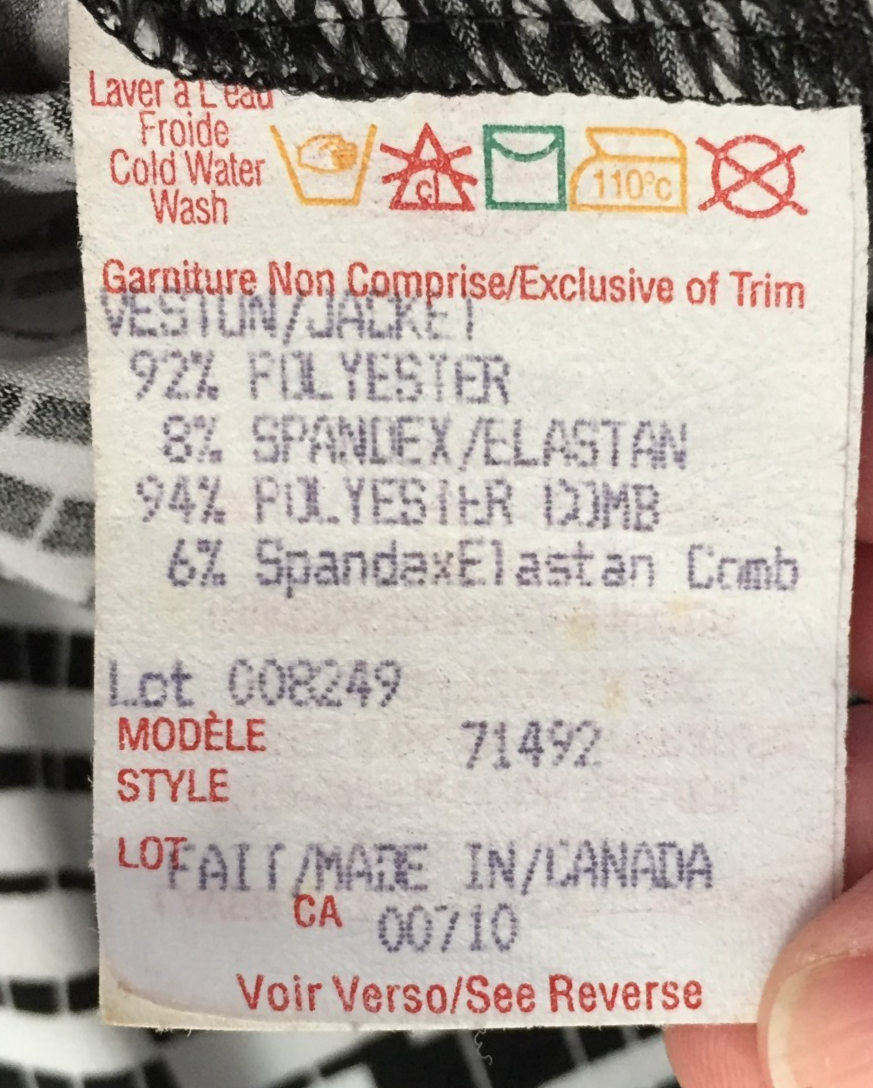 Laver à L'eau
Froide
Cold Water
Wash
cl
110°c
Garniture Non Comprise/Exclusive of Trim
VESTON/JACKET
92% POLYESTER
8% SPANDEX/ELASTAN
94% POLYESTER COMB
6% SpandaxElastan Comb
Lot 008249
MODÈLE 71492
STYLE
LOT
FAIT/MADE IN/CANADA
CA 00710
Voir Verso/See Reverse